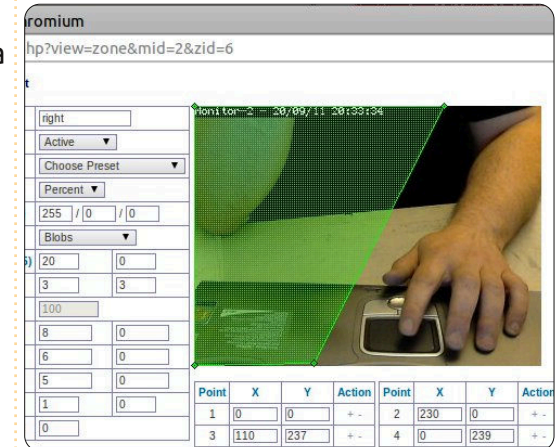 romium
hp?view=zone&mid=2&zid=6
a
t
right
Active
Choose Preset
Percent
255 / 0 / 0
Blobs
5) 20 0
3 3
100
8 0
6 0
5 0
1 0
0
Monitor-2 - 20/09/11 20:33:34
Point X Y Action Point X Y Action
1 0 0 + - 2 230 0 + -
3 110 237 + - 4 0 239 + -